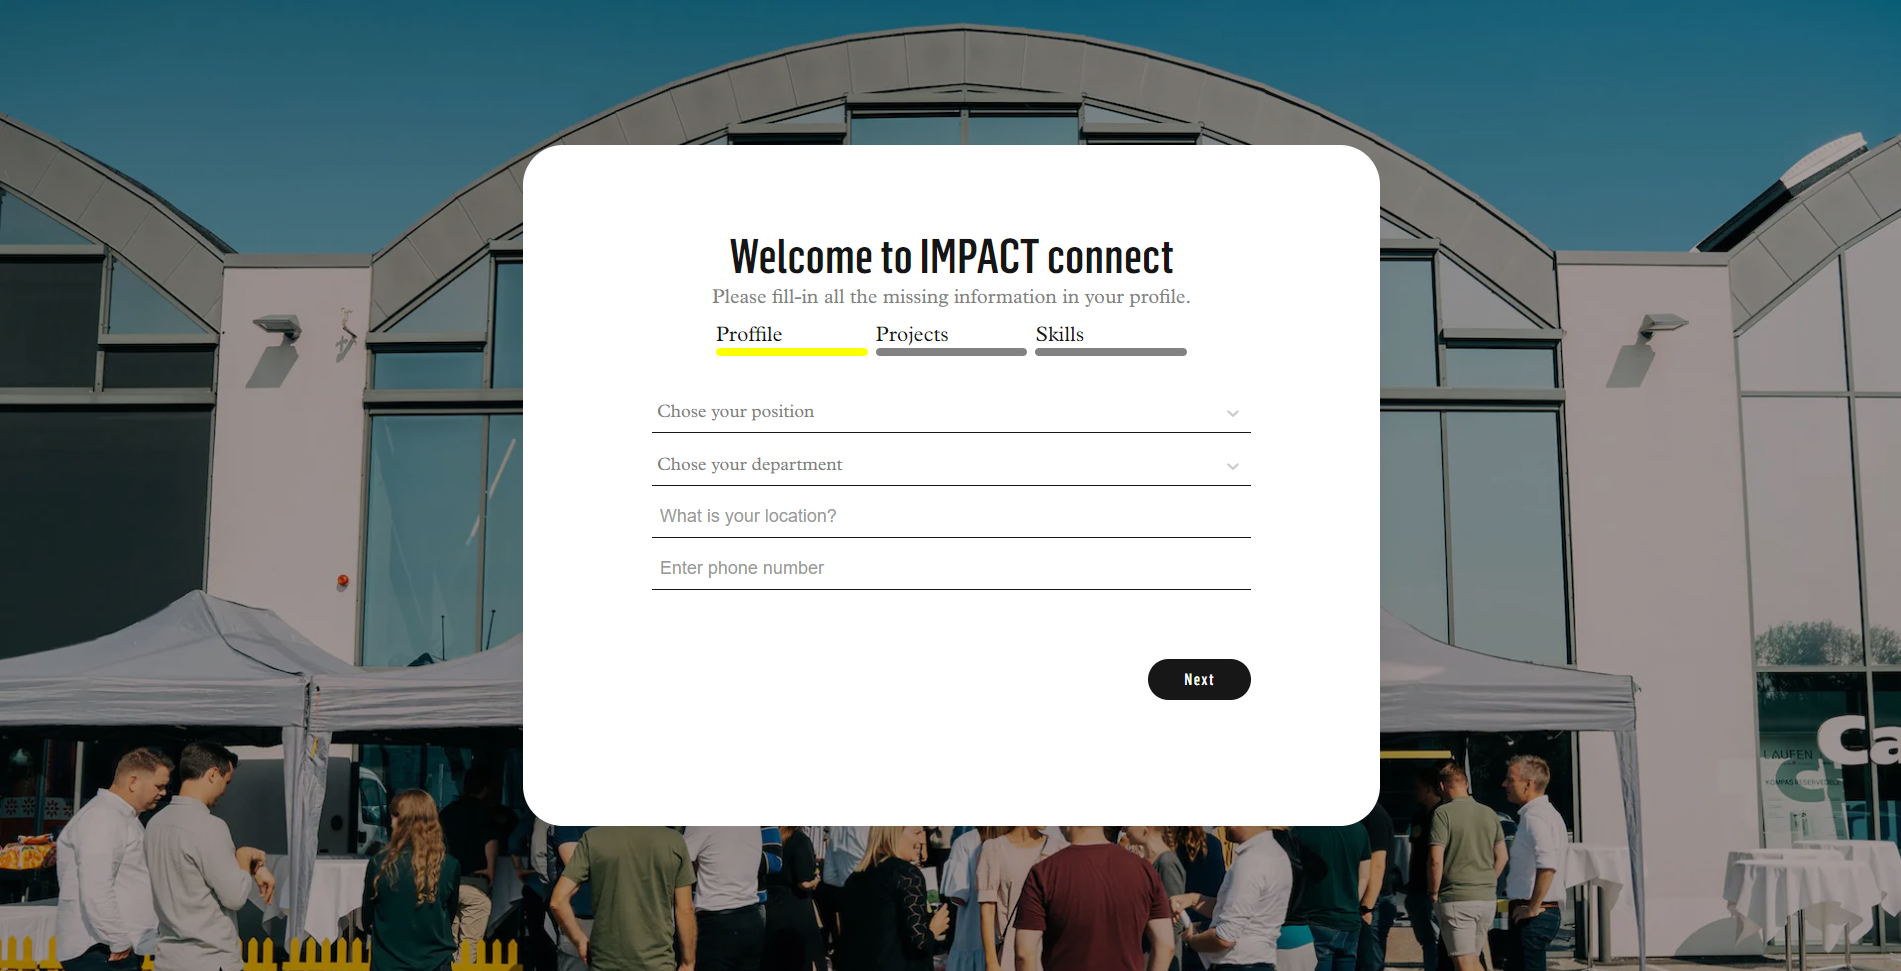 Welcome to IMPACT connect
Please fill-in all the missing information in your profile.
Proffile Projects Skills
Chose your position
Chose your department
What is your location?
Enter phone number
Next
LAUFEN
Ca